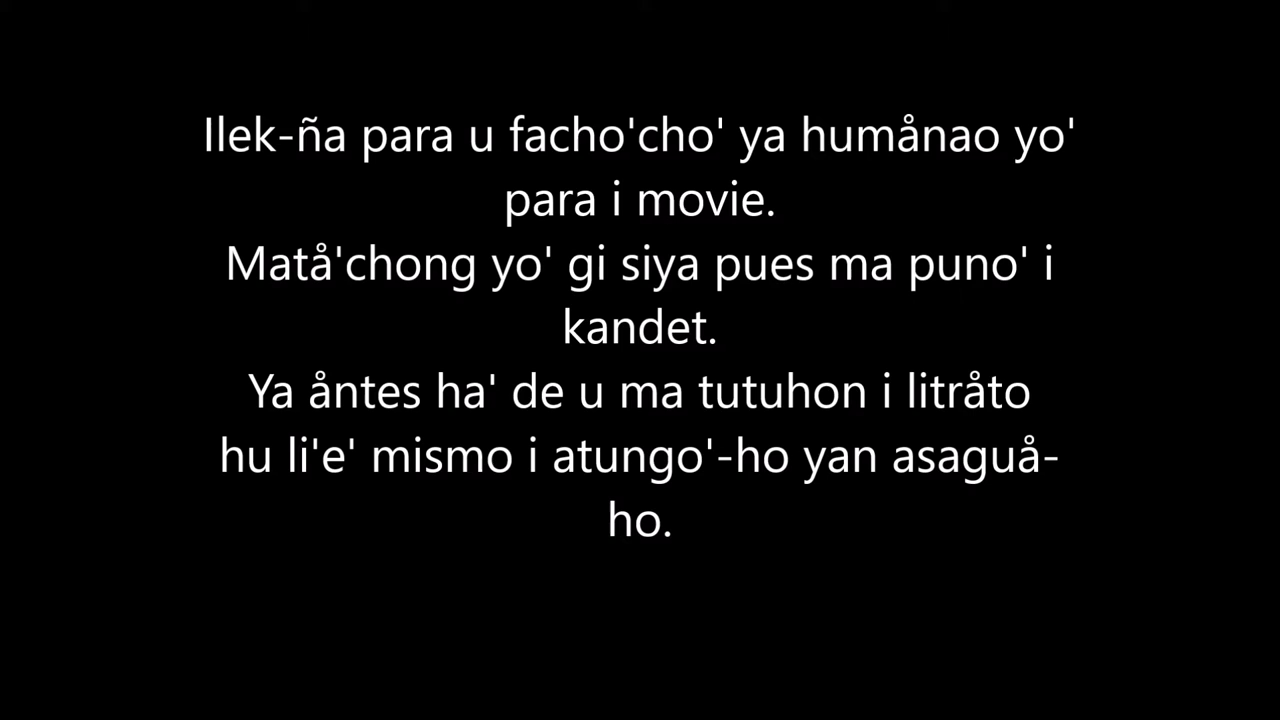 Ilek-ña para u facho'cho' ya humånao yo'
para i movie.
Matå'chong yo' gi siya pues ma puno' i
kandet.
Ya åntes ha' de u ma tutuhon i litråto
hu li'e' mismo i atungo'-ho yan asaguå-
ho.